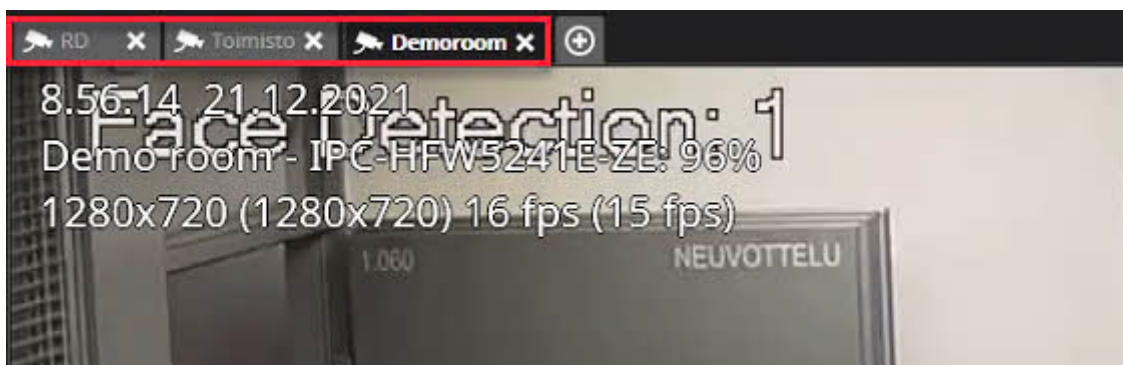 RD Toimisto Demoroom
8.56.14 21.12.2021
Face Detection: 1
Demo room - IPC-HFW5241E-ZE: 96%
1280x720 (1280x720) 16 fps (15 fps)
1.060 NEUVOTTELU